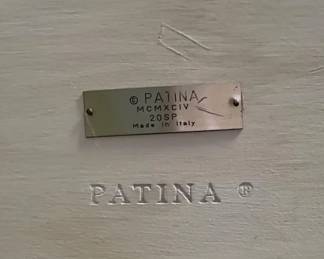 © PATINA
MCMXCIV
20SP
Made in Italy
PATINA ®